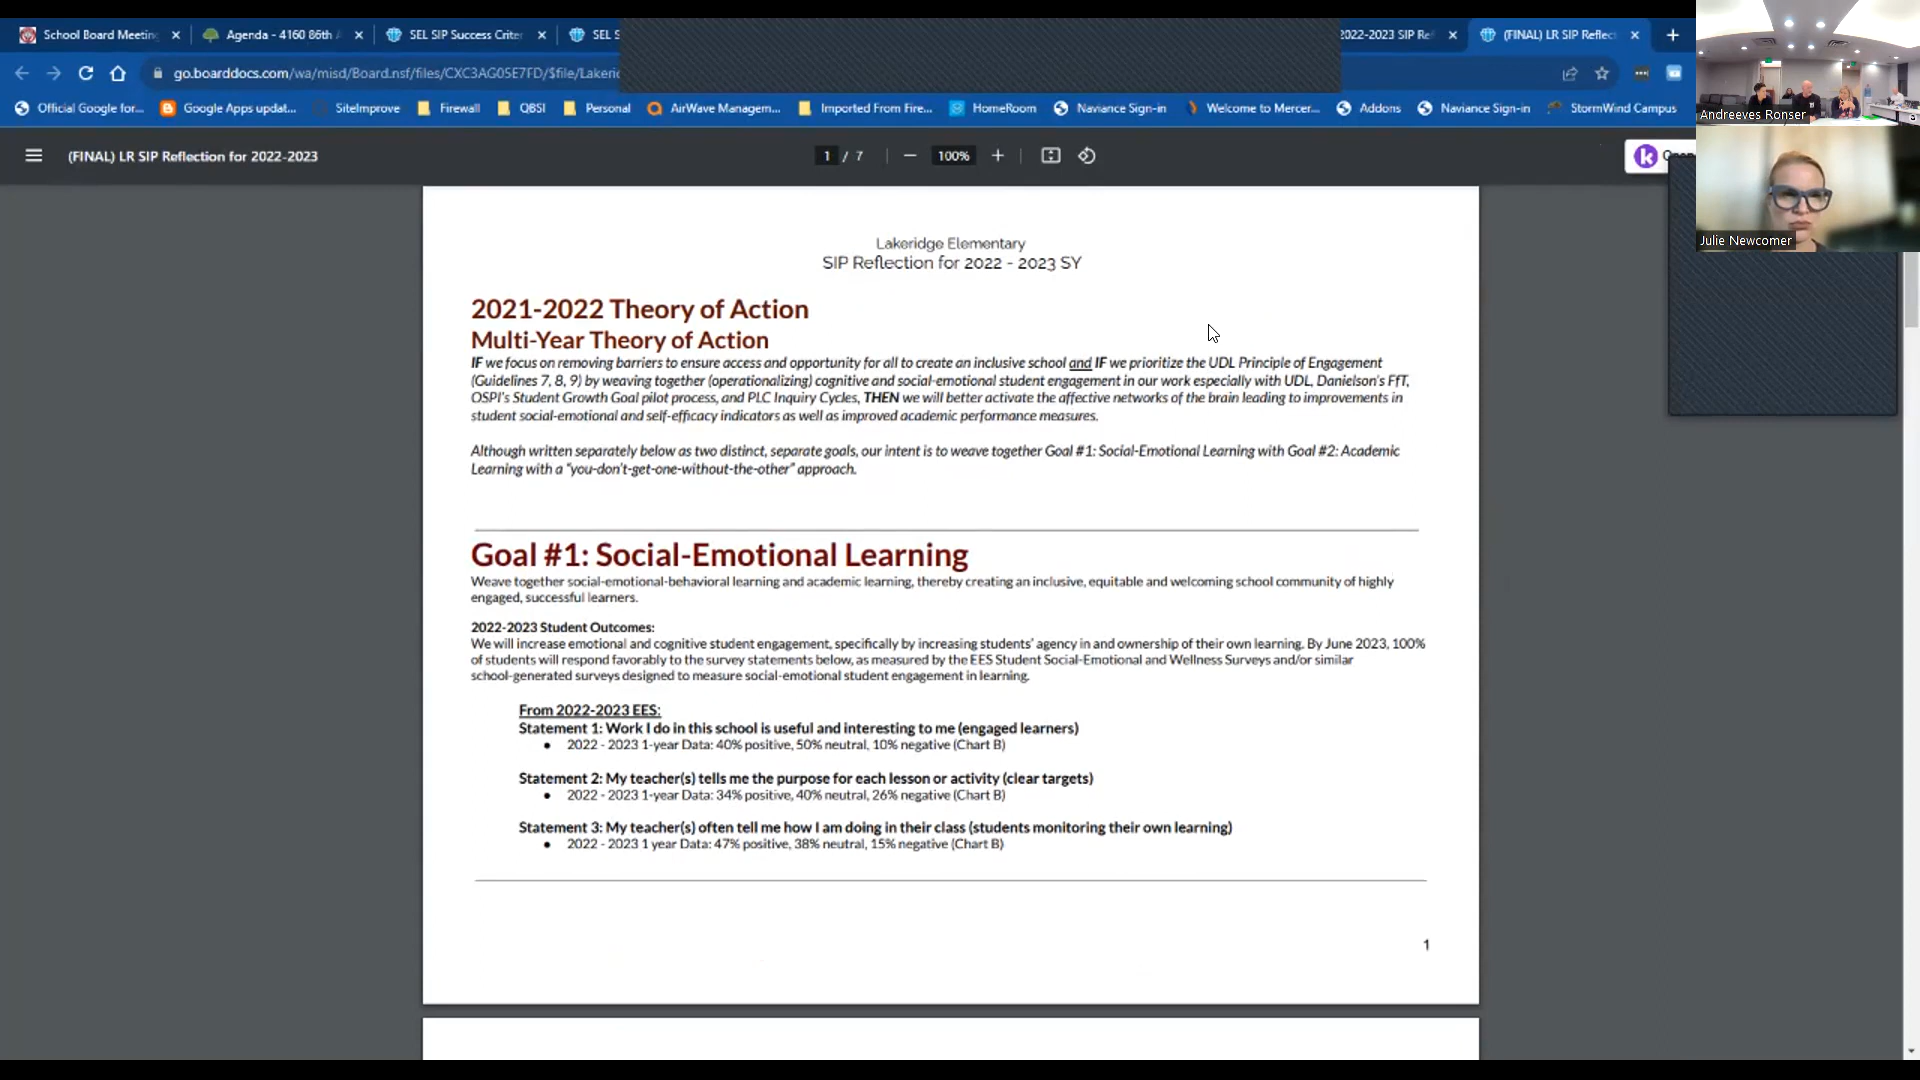 School Board Meeting
Agenda - 4160 86th
SEL SIP Success Criter
SEL S
2022-2023 SIP Re
(FINAL) LR SIP Reflec
go.boarddocs.com/wa/misd/Board.nsf/files/CXC3AG05E7FD/$file/Lakeri
Official Google for...
Google Apps updat...
SiteImprove
Firewall
QBSI
Personal
AirWave Managem...
Imported From Fire...
HomeRoom
Naviance Sign-in
Welcome to Mercer...
Addons
Naviance Sign-in
StormWind Campus
Andreeves Ronser
(FINAL) LR SIP Reflection for 2022-2023
1 / 7
100%
Julie Newcomer
Lakeridge Elementary
SIP Reflection for 2022 - 2023 SY
2021-2022 Theory of Action
Multi-Year Theory of Action
IF we focus on removing barriers to ensure access and opportunity for all to create an inclusive school and IF we prioritize the UDL Principle of Engagement
(Guidelines 7, 8, 9) by weaving together (operationalizing) cognitive and social-emotional student engagement in our work especially with UDL, Danielson's FfT,
OSPI's Student Growth Goal pilot process, and PLC Inquiry Cycles, THEN we will better activate the affective networks of the brain leading to improvements in
student social-emotional and self-efficacy indicators as well as improved academic performance measures.
Although written separately below as two distinct, separate goals, our intent is to weave together Goal #1: Social-Emotional Learning with Goal #2: Academic
Learning with a "you-don't-get-one-without-the-other" approach.
Goal #1: Social-Emotional Learning
Weave together social-emotional-behavioral learning and academic learning, thereby creating an inclusive, equitable and welcoming school community of highly
engaged, successful learners.
2022-2023 Student Outcomes:
We will increase emotional and cognitive student engagement, specifically by increasing students' agency in and ownership of their own learning. By June 2023, 100%
of students will respond favorably to the survey statements below, as measured by the EES Student Social-Emotional and Wellness Surveys and/or similar
school-generated surveys designed to measure social-emotional student engagement in learning.
From 2022-2023 EES:
Statement 1: Work I do in this school is useful and interesting to me (engaged learners)
● 2022 - 2023 1-year Data: 40% positive, 50% neutral, 10% negative (Chart B)
Statement 2: My teacher(s) tells me the purpose for each lesson or activity (clear targets)
● 2022 - 2023 1-year Data: 34% positive, 40% neutral, 26% negative (Chart B)
Statement 3: My teacher(s) often tell me how I am doing in their class (students monitoring their own learning)
● 2022 - 2023 1 year Data: 47% positive, 38% neutral, 15% negative (Chart B)
1